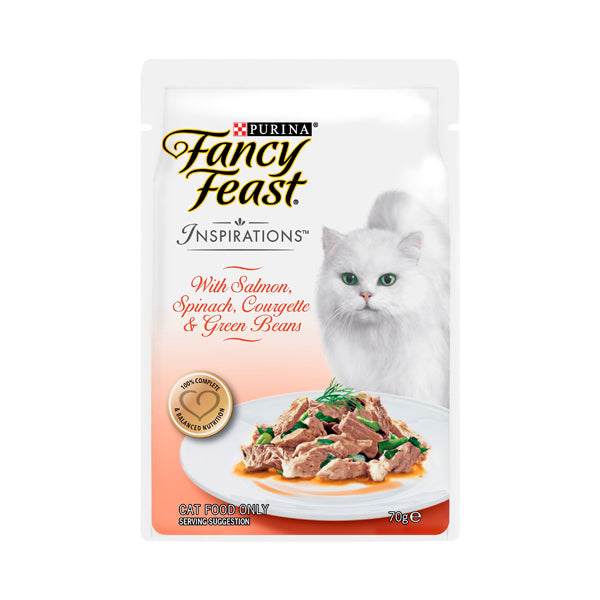 PURINA®
Fancy
Feast®
INSPIRATIONS™
With Salmon,
Spinach, Courgette
& Green Beans
100% COMPLETE
& BALANCED NUTRITION
CAT FOOD ONLY
SERVING SUGGESTION
70g℮